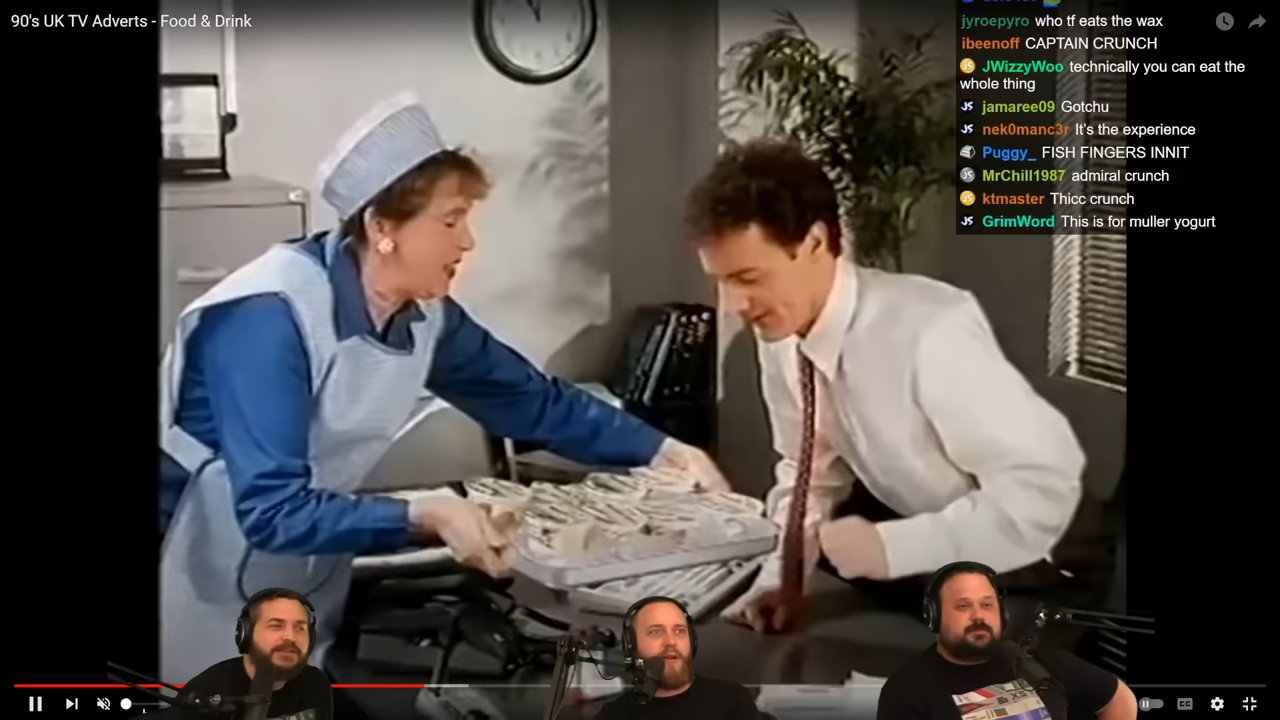 90's UK TV Adverts - Food & Drink
jyroepyro who tf eats the wax
ibeenoff CAPTAIN CRUNCH
JWizzyWoo technically you can eat the
whole thing
jamaree09 Gotchu
nek0manc3r It's the experience
Puggy_ FISH FINGERS INNIT
MrChill1987 admiral crunch
ktmaster Thicc crunch
GrimWord This is for muller yogurt